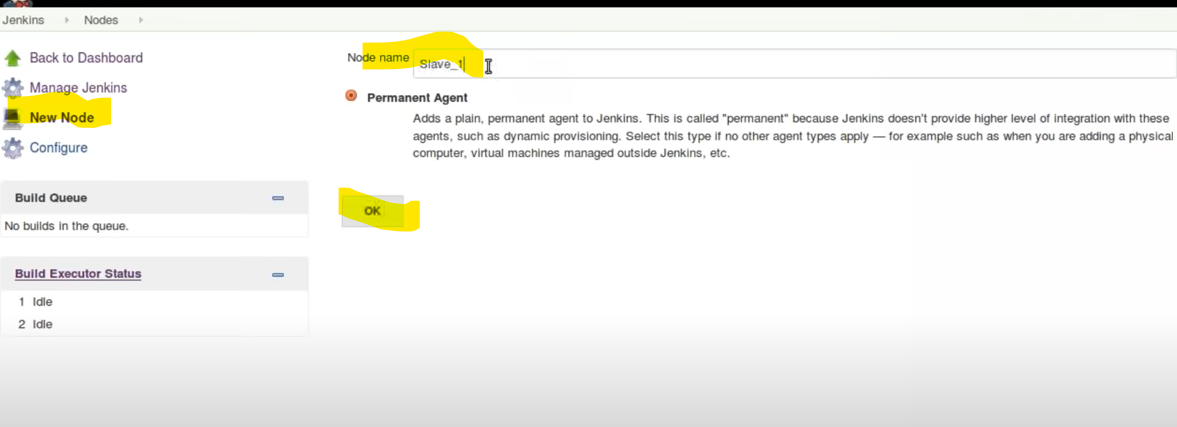 Jenkins Nodes
Back to Dashboard
Manage Jenkins
New Node
Configure
Build Queue
No builds in the queue.
Build Executor Status
1 Idle
2 Idle
Node name Slave_1
Permanent Agent
Adds a plain, permanent agent to Jenkins. This is called "permanent" because Jenkins doesn't provide higher level of integration with these
agents, such as dynamic provisioning. Select this type if no other agent types apply — for example such as when you are adding a physical
computer, virtual machines managed outside Jenkins, etc.
OK